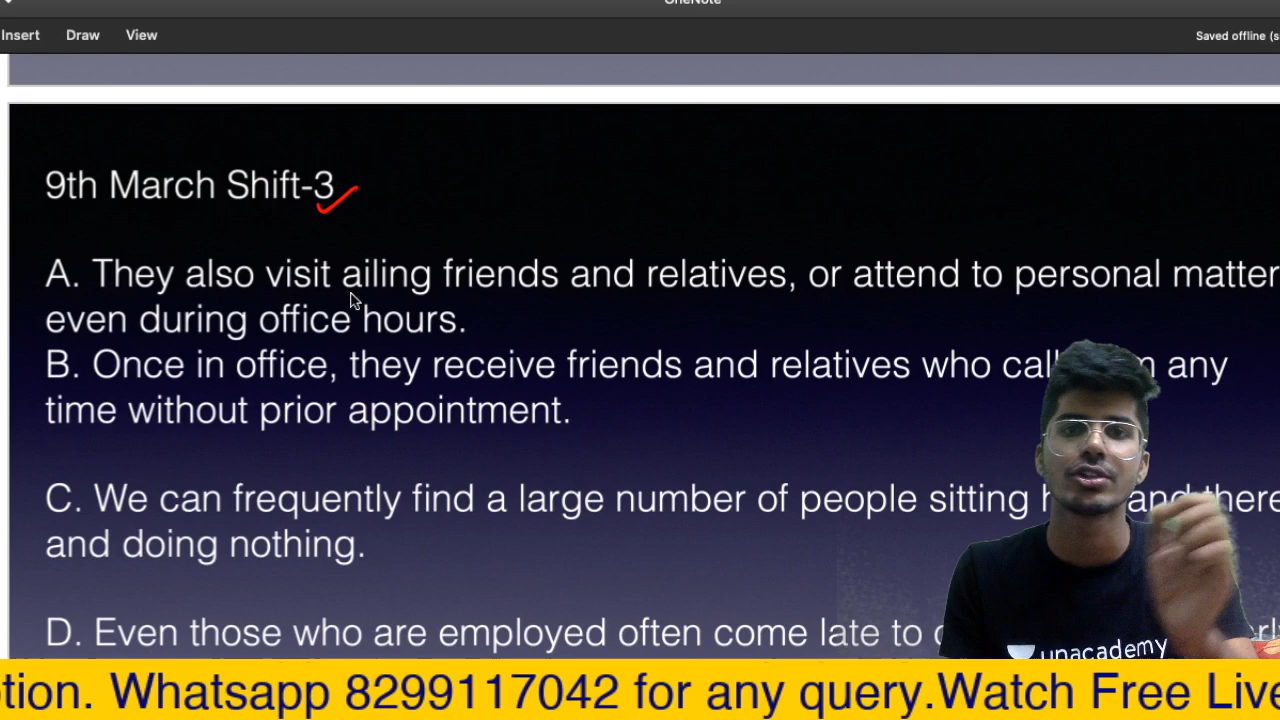 OneNote
Insert Draw View
Saved offline (s
9th March Shift-3
A. They also visit ailing friends and relatives, or attend to personal matter
even during office hours.
B. Once in office, they receive friends and relatives who call any
time without prior appointment.
C. We can frequently find a large number of people sitting and there
and doing nothing.
D. Even those who are employed often come late to
unacademy
tion. Whatsapp 8299117042 for any query.Watch Free Live